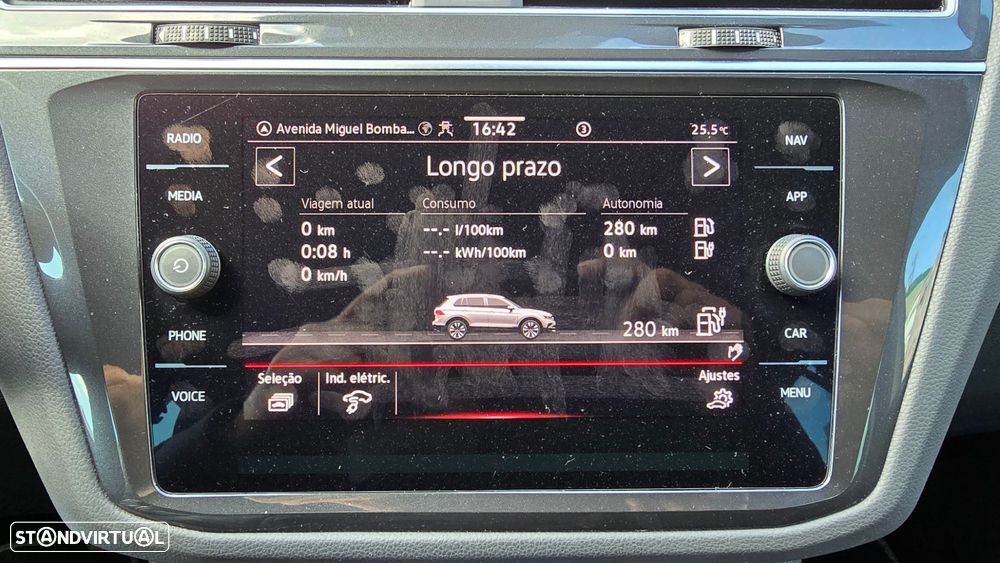 Avenida Miguel Bomba... 16:42 3 25.5°C
RADIO
MEDIA
PHONE
VOICE
< Longo prazo >
Viagem atual Consumo Autonomia
0 km --.- l/100km 280 km
0:08 h --.- kWh/100km 0 km
0 km/h
280 km
Seleção Ind. elétric. Ajustes
NAV
APP
CAR
MENU
STANDVIRTUAL